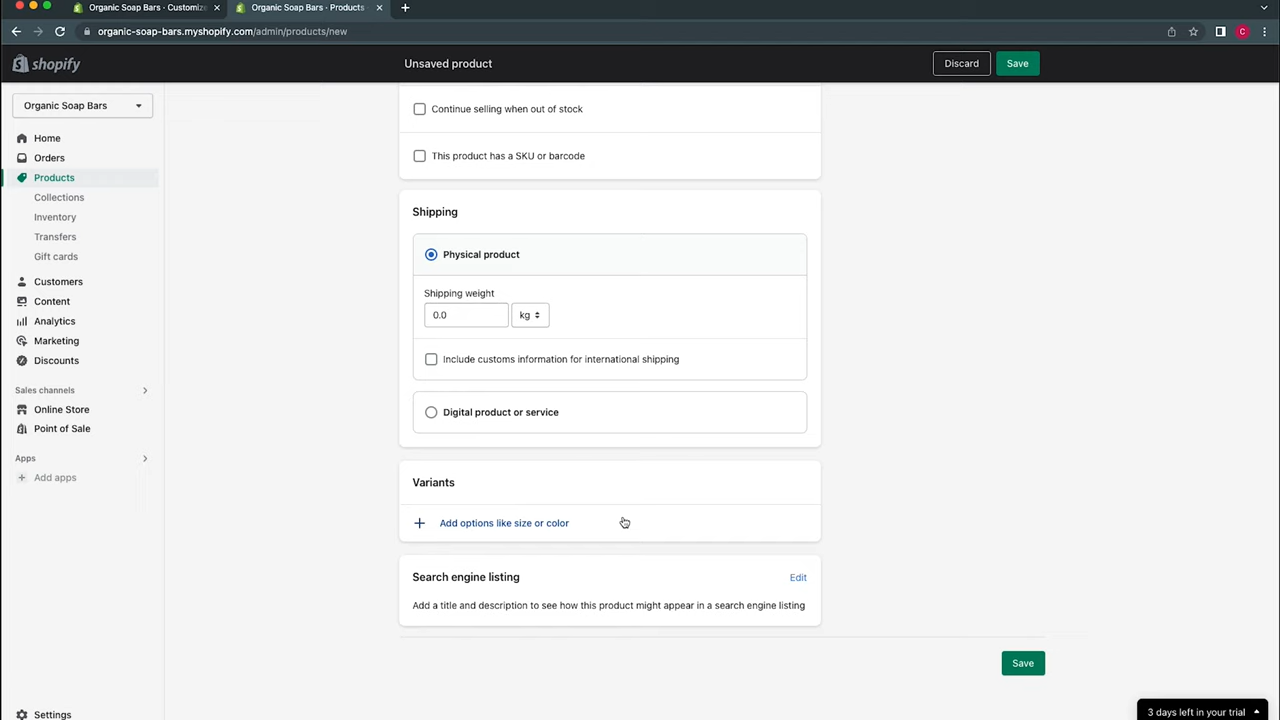 Organic Soap Bars · Customize
Organic Soap Bars · Products ·
organic-soap-bars.myshopify.com/admin/products/new
C
shopify
Unsaved product
Discard
Save
Organic Soap Bars
Home
Orders
Products
Collections
Inventory
Transfers
Gift cards
Customers
Content
Analytics
Marketing
Discounts
Sales channels
Online Store
Point of Sale
Apps
Add apps
Settings
Continue selling when out of stock
This product has a SKU or barcode
Shipping
Physical product
Shipping weight
0.0
kg
Include customs information for international shipping
Digital product or service
Variants
Add options like size or color
Search engine listing
Edit
Add a title and description to see how this product might appear in a search engine listing
Save
3 days left in your trial